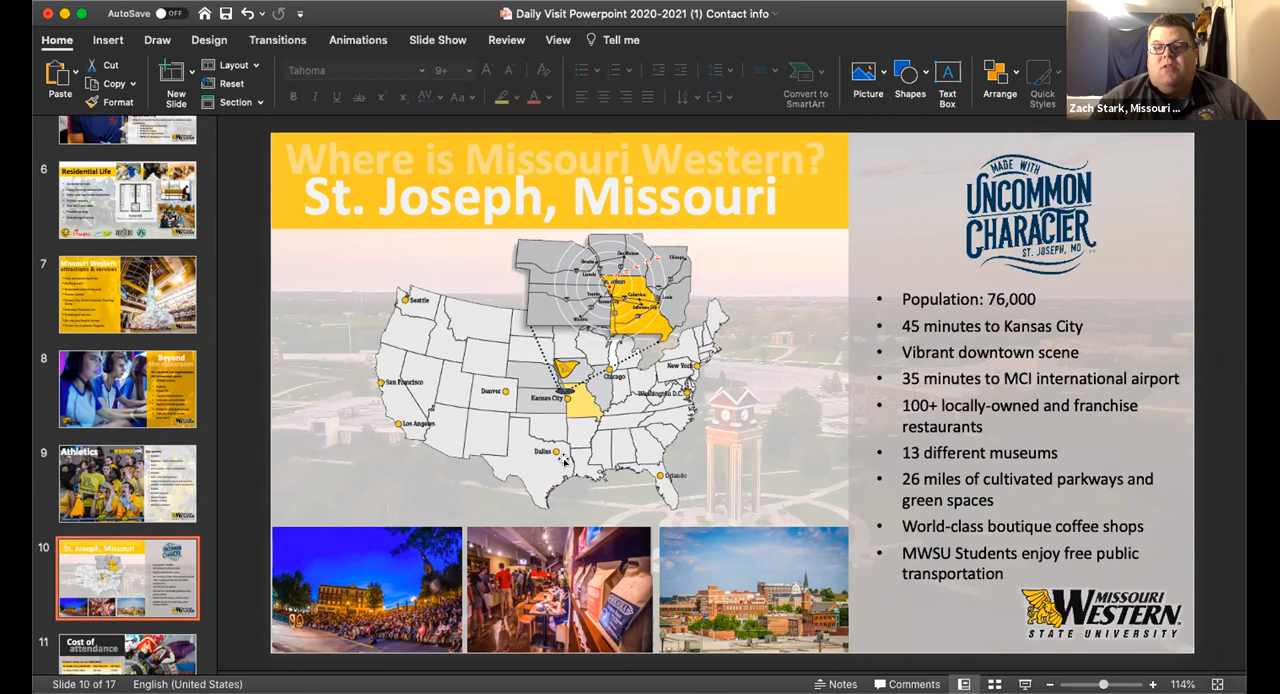 AutoSave
OFF
Daily Visit Powerpoint 2020-2021 (1) Contact info
Home
Insert
Draw
Design
Transitions
Animations
Slide Show
Review
View
Tell me
Paste
Cut
Copy
Format
New
Slide
Layout
Reset
Section
Tahoma
9+
Convert to
SmartArt
Picture
Shapes
Text
Box
Arrange
Quick
Styles
Zach Stark, Missouri ...
6
Residential Life
7
Missouri Western
attractions & services
8
Beyond
the classroom
9
Athletics
10
St. Joseph, Missouri
11
Cost of
attendance
Where is Missouri Western?
St. Joseph, Missouri
Seattle
San Francisco
Los Angeles
Denver
Kansas City
Chicago
New York
Washington D.C.
Dallas
Orlando
MADE WITH
UNCOMMON
CHARACTER
ST. JOSEPH, MO
• Population: 76,000
• 45 minutes to Kansas City
• Vibrant downtown scene
• 35 minutes to MCI international airport
• 100+ locally-owned and franchise
restaurants
• 13 different museums
• 26 miles of cultivated parkways and
green spaces
• World-class boutique coffee shops
• MWSU Students enjoy free public
transportation
MISSOURI
WESTERN
STATE UNIVERSITY
Slide 10 of 17
English (United States)
Notes
Comments
114%